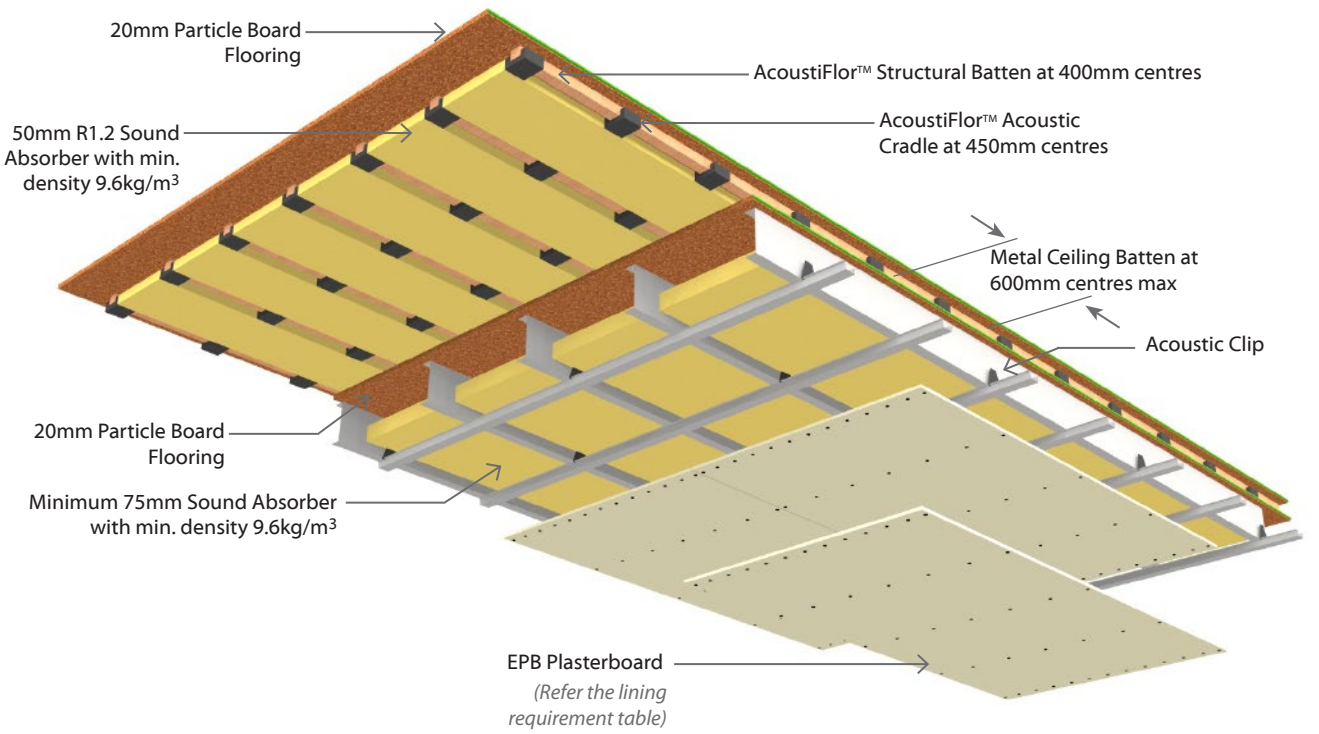 20mm Particle Board
Flooring
AcoustiFlor™ Structural Batten at 400mm centres
50mm R1.2 Sound
Absorber with min.
density 9.6kg/m³
AcoustiFlor™ Acoustic
Cradle at 450mm centres
Metal Ceiling Batten at
600mm centres max
Acoustic Clip
20mm Particle Board
Flooring
Minimum 75mm Sound Absorber
with min. density 9.6kg/m³
EPB Plasterboard
(Refer the lining
requirement table)